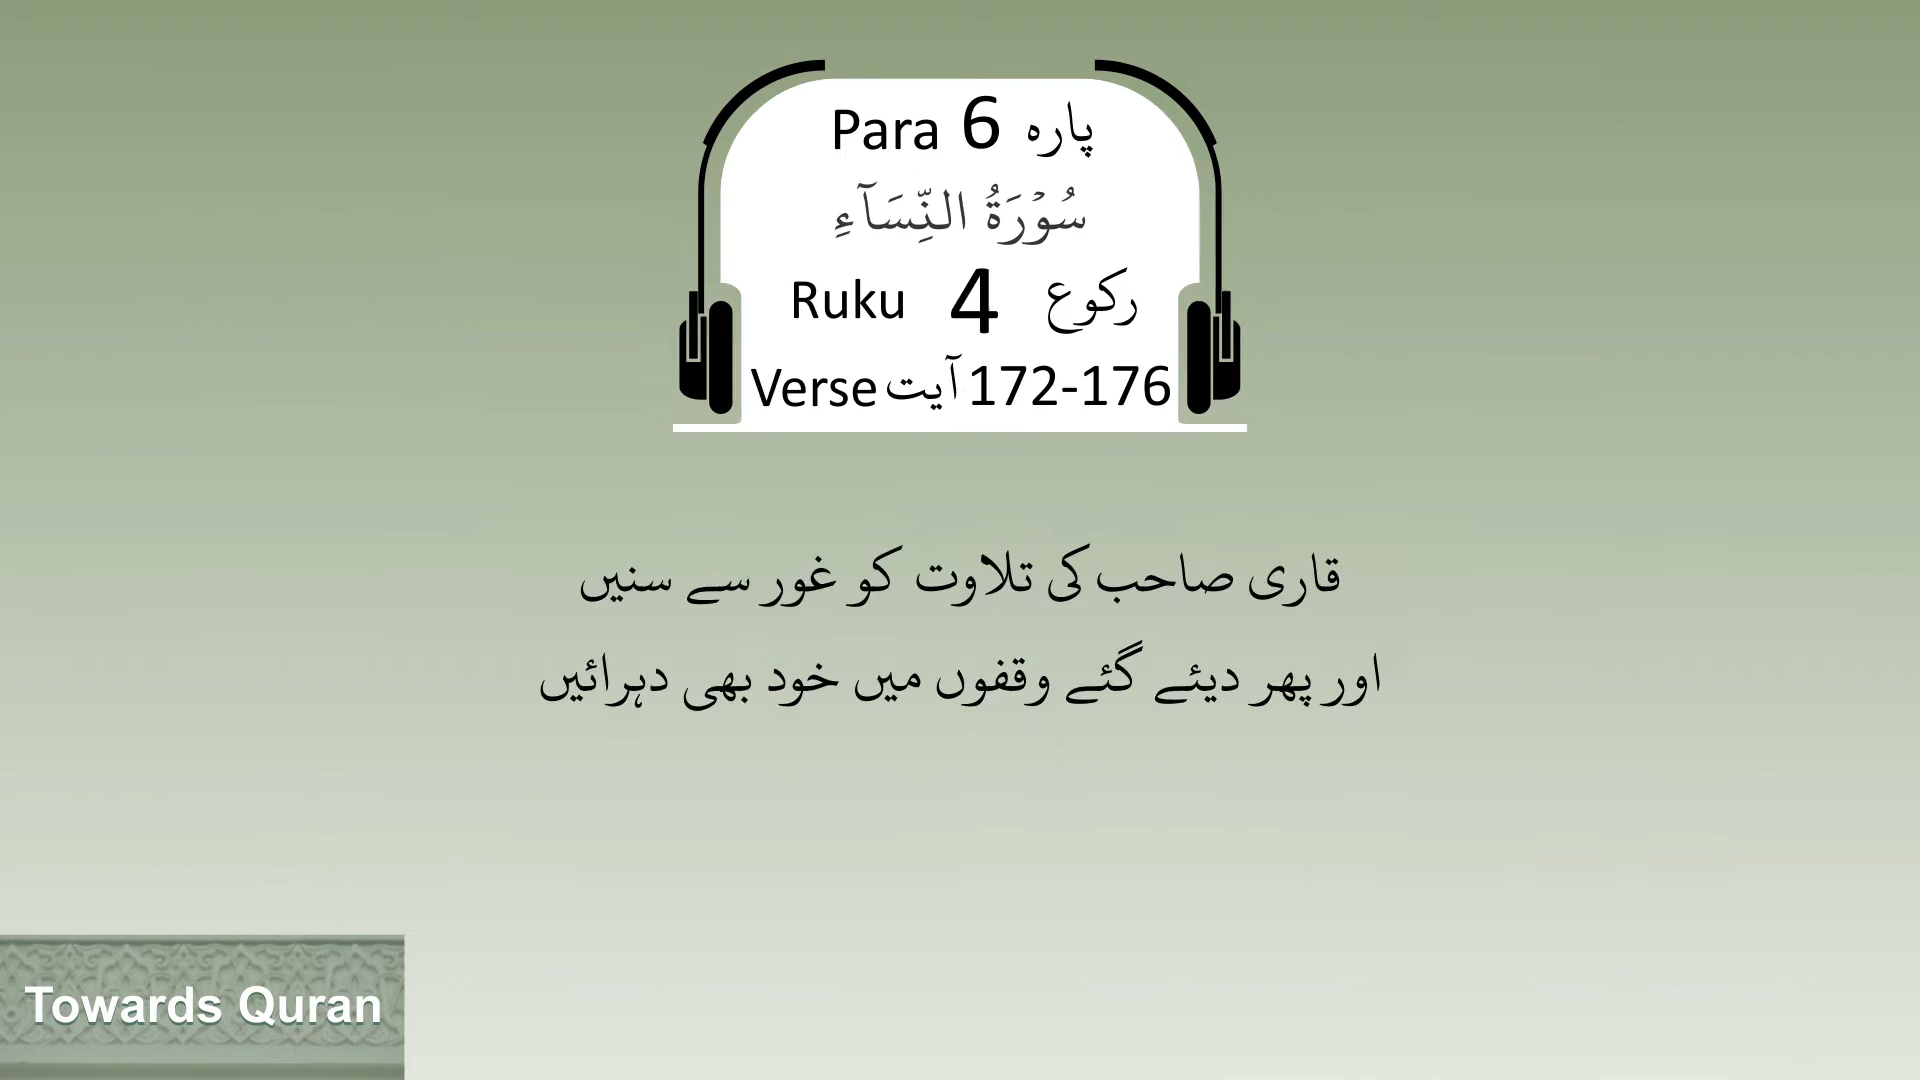 Para 6 پارہ
سُوۡرَۃُ النِّسَآءِ
Ruku 4 رکوع
Verse آیت 172-176
قاری صاحب کی تلاوت کو غور سے سنیں
اور پھر دیئے گئے وقفوں میں خود بھی دہرائیں
Towards Quran